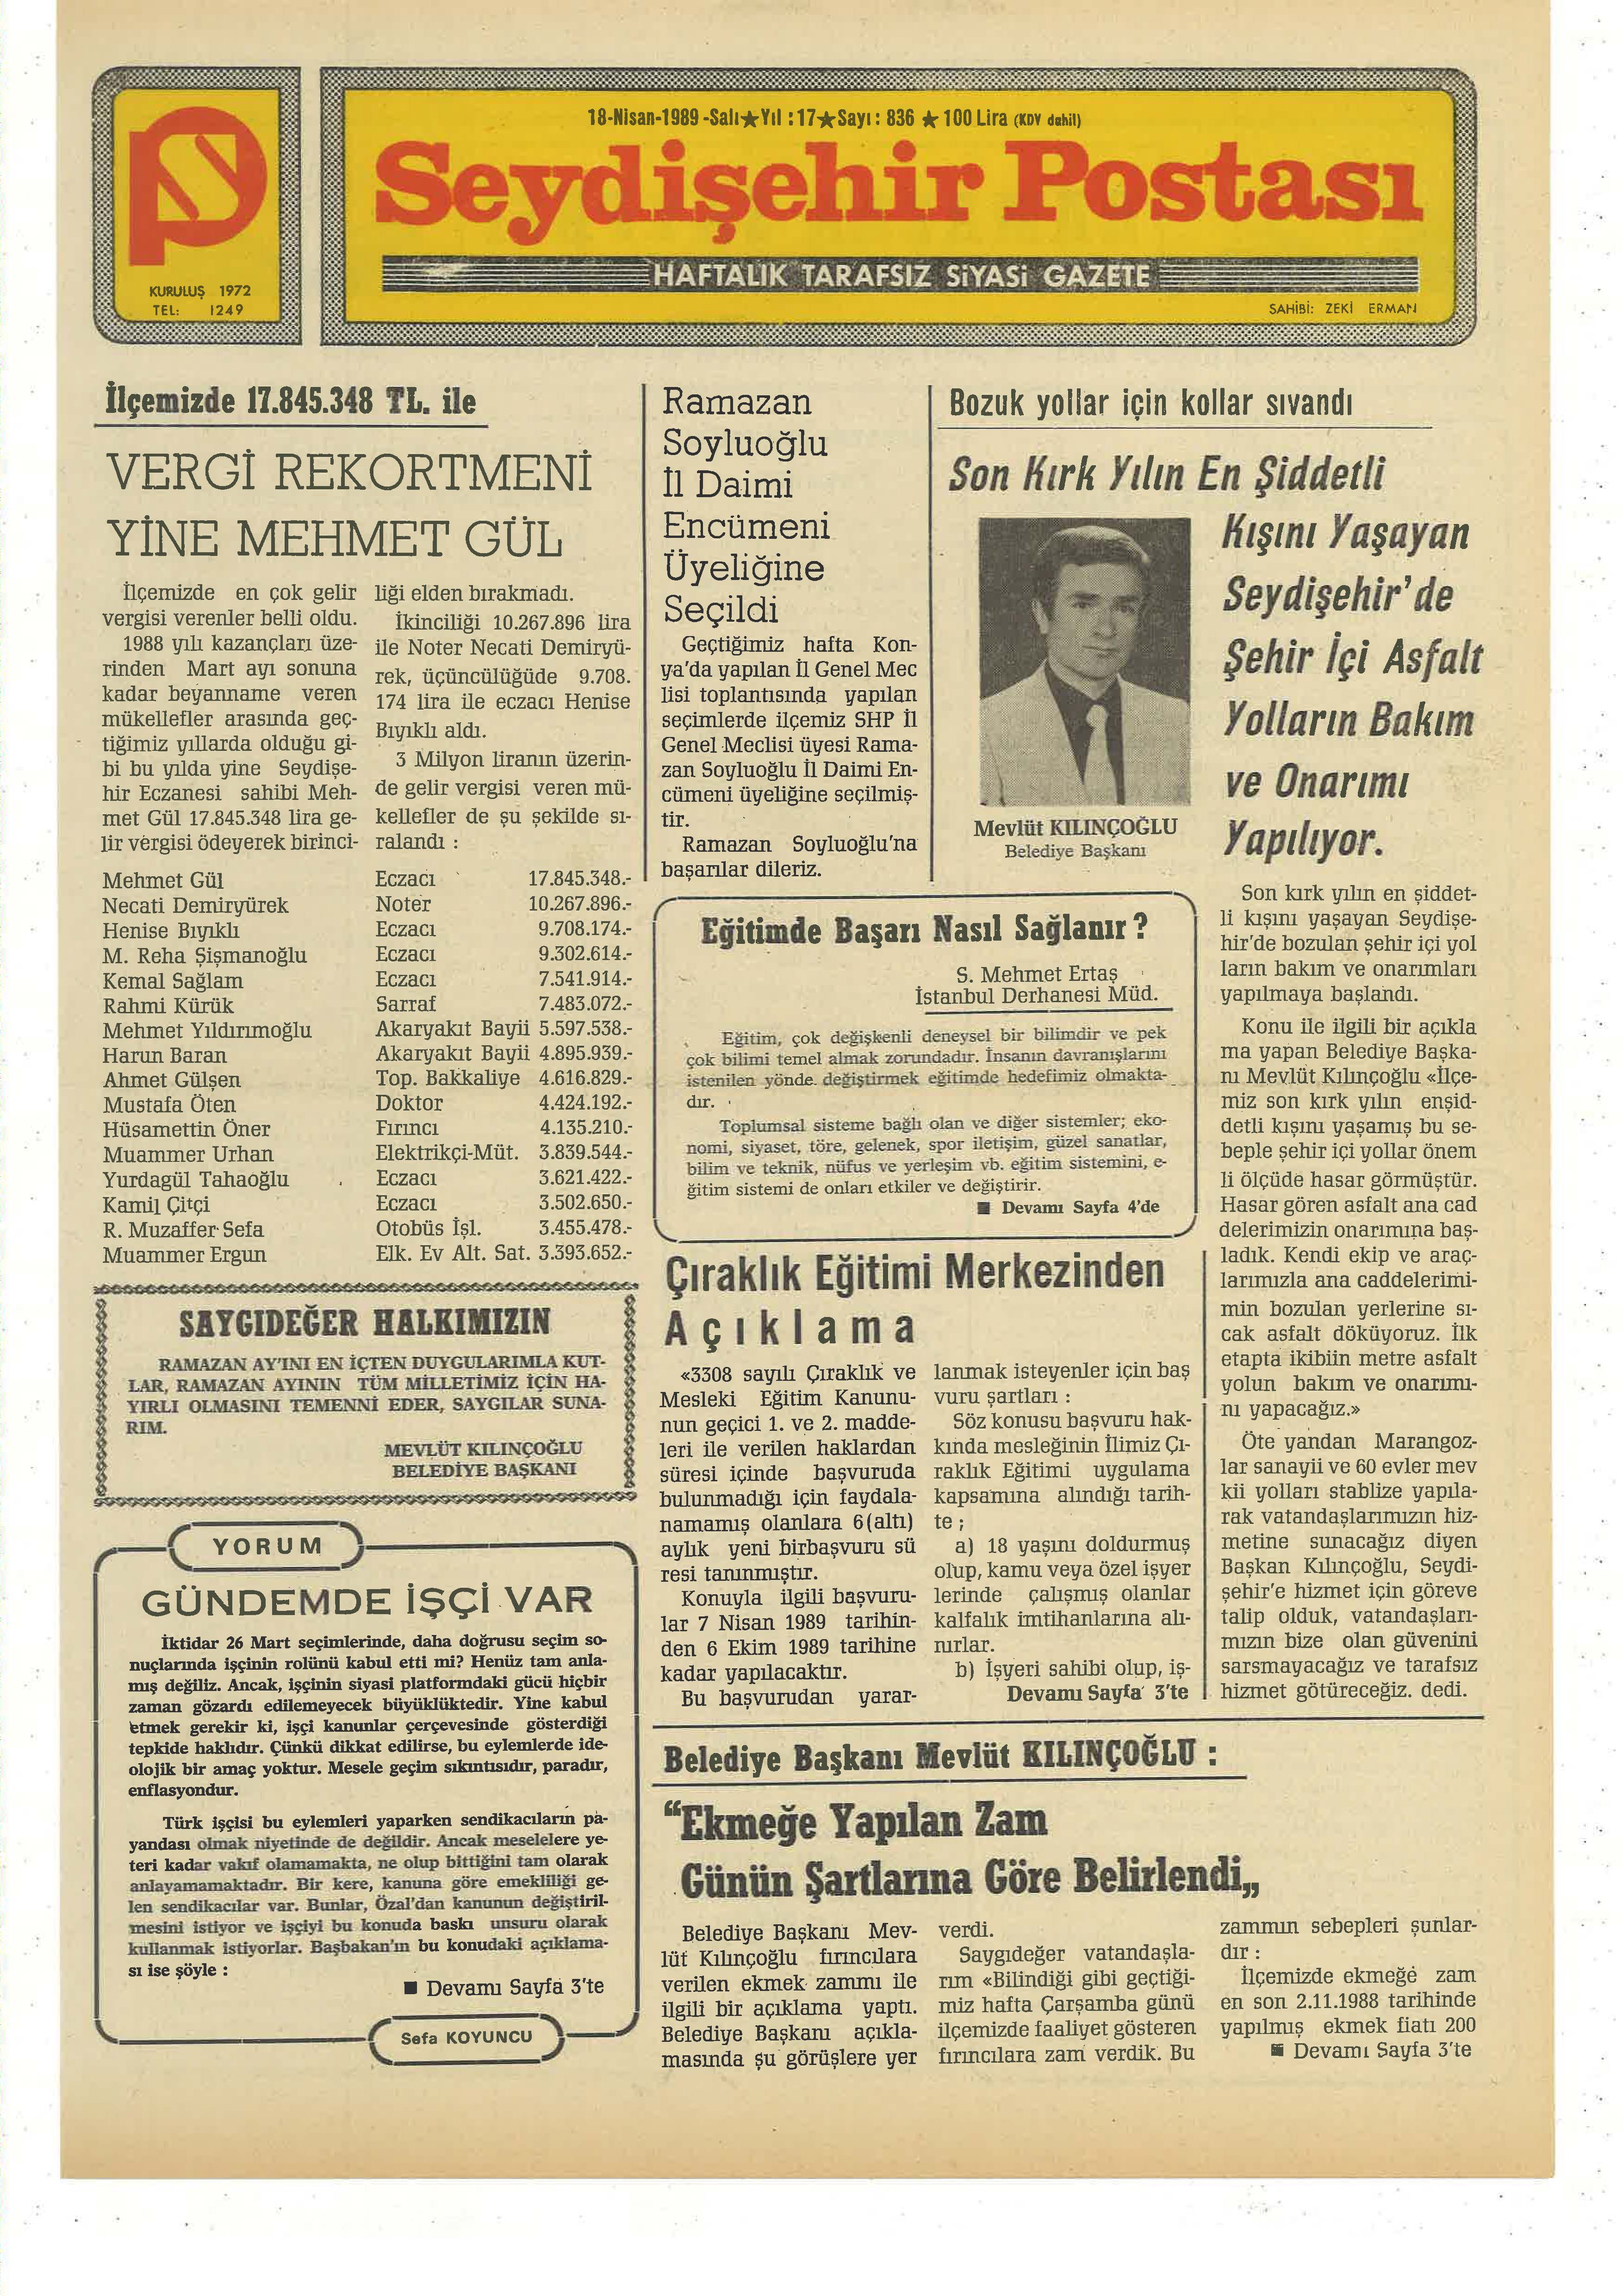 KURULUŞ 1972
TEL: 1249
18-Nisan-1989-Salı★Yıl :17★Sayı: 836 ★ 100 Lira (KDV dahil)
Seydişehir Postası
HAFTALIK TARAFSIZ SİYASİ GAZETE
SAHİBİ: ZEKİ ERMAN
İlçemizde 17.845.348 TL. ile
VERGİ REKORTMENİ
YİNE MEHMET GÜL
İlçemizde en çok gelir
vergisi verenler belli oldu.
1988 yılı kazançları üze-
rinden Mart ayı sonuna
kadar beyanname veren
mükellefler arasında geç-
tiğimiz yıllarda olduğu gi-
bi bu yılda yine Seydişe-
hir Eczanesi sahibi Meh-
met Gül 17.845.348 lira ge-
lir vergisi ödeyerek birinci-
liği elden bırakmadı.
İkinciliği 10.267.896 lira
ile Noter Necati Demiryü-
rek, üçüncülüğüde 9.708.
174 lira ile eczacı Henise
Bıyıklı aldı.
3 Milyon liranın üzerin-
de gelir vergisi veren mü-
kellefler de şu şekilde sı-
ralandı :
Mehmet Gül Eczacı 17.845.348.-
Necati Demiryürek Noter 10.267.896.-
Henise Bıyıklı Eczacı 9.708.174.-
M. Reha Şişmanoğlu Eczacı 9.302.614.-
Kemal Sağlam Eczacı 7.541.914.-
Rahmi Kürük Sarraf 7.483.072.-
Mehmet Yıldırımoğlu Akaryakıt Bayii 5.597.538.-
Harun Baran Akaryakıt Bayii 4.895.939.-
Ahmet Gülşen Top. Bakkaliye 4.616.829.-
Mustafa Öten Doktor 4.424.192.-
Hüsamettin Öner Fırıncı 4.135.210.-
Muammer Urhan Elektrikçi-Müt. 3.839.544.-
Yurdagül Tahaoğlu Eczacı 3.621.422.-
Kamil Çitçi Eczacı 3.502.650.-
R. Muzaffer Sefa Otobüs İşl. 3.455.478.-
Muammer Ergun Elk. Ev Alt. Sat. 3.393.652.-
SAYGIDEĞER HALKIMIZIN
RAMAZAN AY'INI EN İÇTEN DUYGULARIMLA KUT-
LAR, RAMAZAN AYININ TÜM MİLLETİMİZ İÇİN HA-
YIRLI OLMASINI TEMENNİ EDER, SAYGILAR SUNA-
RIM.
MEVLÜT KILINÇOĞLU
BELEDİYE BAŞKANI
YORUM
GÜNDEMDE İŞÇİ VAR
İktidar 26 Mart seçimlerinde, daha doğrusu seçim so-
nuçlarında işçinin rolünü kabul etti mi? Henüz tam anla-
mış değiliz. Ancak, işçinin siyasi platformdaki gücü hiçbir
zaman gözardı edilemeyecek büyüklüktedir. Yine kabul
etmek gerekir ki, işçi kanunlar çerçevesinde gösterdiği
tepkide haklıdır. Çünkü dikkat edilirse, bu eylemlerde ide-
olojik bir amaç yoktur. Mesele geçim sıkıntısıdır, paradır,
enflasyondur.
Türk işçisi bu eylemleri yaparken sendikacıların pa-
yandası olmak niyetinde de değildir. Ancak meselelere ye-
teri kadar vakıf olamamakta, ne olup bittiğini tam olarak
anlayamamaktadır. Bir kere, kanuna göre emekliliği ge-
len sendikacılar var. Bunlar, Özal'dan kanunun değiştiril-
mesini istiyor ve işçiyi bu konuda baskı unsuru olarak
kullanmak istiyorlar. Başbakan'ın bu konudaki açıklama-
sı ise şöyle :
■ Devamı Sayfa 3'te
Sefa KOYUNCU
Ramazan
Soyluoğlu
İl Daimi
Encümeni
Üyeliğine
Seçildi
Geçtiğimiz hafta Kon-
ya'da yapılan İl Genel Mec
lisi toplantısında yapılan
seçimlerde ilçemiz SHP İl
Genel Meclisi üyesi Rama-
zan Soyluoğlu İl Daimi En-
cümeni üyeliğine seçilmiş-
tir.
Ramazan Soyluoğlu'na
başarılar dileriz.
Bozuk yollar için kollar sıvandı
Son Kırk Yılın En Şiddetli
Kışını Yaşayan
Seydişehir'de
Şehir İçi Asfalt
Yolların Bakım
ve Onarımı
Yapılıyor.
Mevlüt KILINÇOĞLU
Belediye Başkanı
Son kırk yılın en şiddet-
li kışını yaşayan Seydişe-
hir'de bozulan şehir içi yol
ların bakım ve onarımları
yapılmaya başlandı.
Konu ile ilgili bir açıkla
ma yapan Belediye Başka-
nı Mevlüt Kılınçoğlu «İlçe-
miz son kırk yılın enşid-
detli kışını yaşamış bu se-
beple şehir içi yollar önem
li ölçüde hasar görmüştür.
Hasar gören asfalt ana cad
delerimizin onarımına baş-
ladık. Kendi ekip ve araç-
larımızla ana caddelerimi-
min bozulan yerlerine sı-
cak asfalt döküyoruz. İlk
etapta ikibiin metre asfalt
yolun bakım ve onarımı-
nı yapacağız.»
Öte yandan Marangoz-
lar sanayii ve 60 evler mev
kii yolları stablize yapıla-
rak vatandaşlarımızın hiz-
metine sunacağız diyen
Başkan Kılınçoğlu, Seydi-
şehir'e hizmet için göreve
talip olduk, vatandaşları-
mızın bize olan güvenini
sarsmayacağız ve tarafsız
hizmet götüreceğiz. dedi.
Eğitimde Başarı Nasıl Sağlanır ?
S. Mehmet Ertaş
İstanbul Derhanesi Müd.
Eğitim, çok değişkenli deneysel bir bilimdir ve pek
çok bilimi temel almak zorundadır. İnsanın davranışlarını
istenilen yönde değiştirmek eğitimde hedefimiz olmakta-
dır.
Toplumsal sisteme bağlı olan ve diğer sistemler; eko-
nomi, siyaset, töre, gelenek, spor iletişim, güzel sanatlar,
bilim ve teknik, nüfus ve yerleşim vb. eğitim sistemini, e-
ğitim sistemi de onları etkiler ve değiştirir.
■ Devamı Sayfa 4'de
Çıraklık Eğitimi Merkezinden
Açıklama
«3308 sayılı Çıraklık ve
Mesleki Eğitim Kanunu-
nun geçici 1. ve 2. madde-
leri ile verilen haklardan
süresi içinde başvuruda
bulunmadığı için faydala-
namamış olanlara 6(altı)
aylık yeni birbaşvuru sü
resi tanınmıştır.
Konuyla ilgili başvuru-
lar 7 Nisan 1989 tarihin-
den 6 Ekim 1989 tarihine
kadar yapılacaktır.
Bu başvurudan yarar-
lanmak isteyenler için baş
vuru şartları :
Söz konusu başvuru hak-
kında mesleğinin İlimiz Çı-
raklık Eğitimi uygulama
kapsamına alındığı tarih-
te ;
a) 18 yaşını doldurmuş
olup, kamu veya özel işyer
lerinde çalışmış olanlar
kalfalık imtihanlarına alı-
nırlar.
b) İşyeri sahibi olup, iş-
Devamı Sayfa 3'te
Belediye Başkanı Mevlüt KILINÇOĞLU :
“Ekmeğe Yapılan Zam
Günün Şartlarına Göre Belirlendi„
Belediye Başkanı Mev-
lüt Kılınçoğlu fırıncılara
verilen ekmek zammı ile
ilgili bir açıklama yaptı.
Belediye Başkanı açıkla-
masında şu görüşlere yer
verdi.
Saygıdeğer vatandaşla-
rım «Bilindiği gibi geçtiği-
miz hafta Çarşamba günü
ilçemizde faaliyet gösteren
fırıncılara zam verdik. Bu
zammın sebepleri şunlar-
dır :
İlçemizde ekmeğe zam
en son 2.11.1988 tarihinde
yapılmış ekmek fiatı 200
■ Devamı Sayfa 3'te